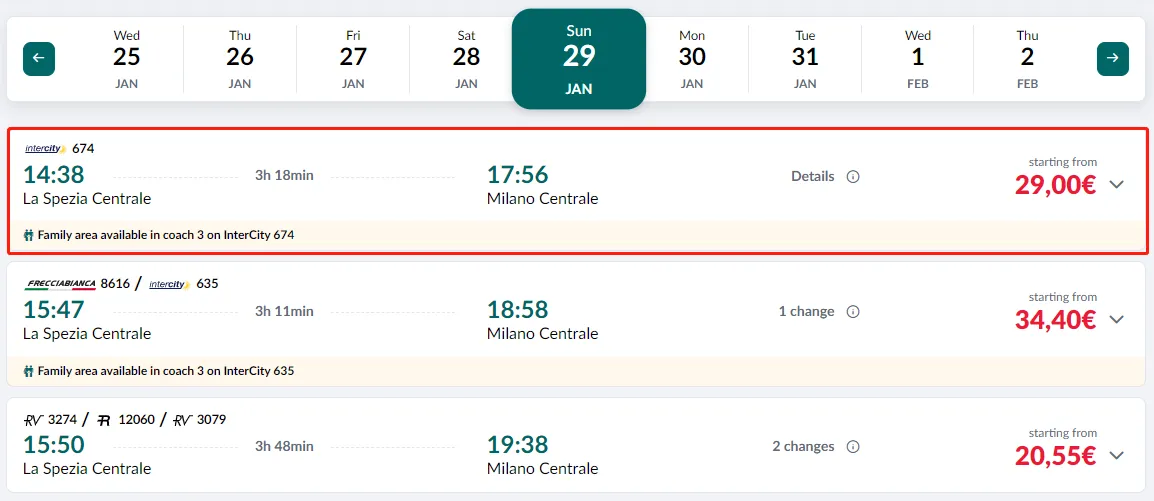 Wed Thu Fri Sat Sun Mon Tue Wed Thu
25 26 27 28 29 30 31 1 2
JAN JAN JAN JAN JAN JAN JAN FEB FEB
intercity 674
14:38 3h 18min 17:56 Details starting from 29,00€
La Spezia Centrale Milano Centrale
Family area available in coach 3 on InterCity 674
FRECCIABIANCA 8616 / intercity 635
15:47 3h 11min 18:58 1 change starting from 34,40€
La Spezia Centrale Milano Centrale
Family area available in coach 3 on InterCity 635
RV 3274 / R 12060 / RV 3079
15:50 3h 48min 19:38 2 changes starting from 20,55€
La Spezia Centrale Milano Centrale